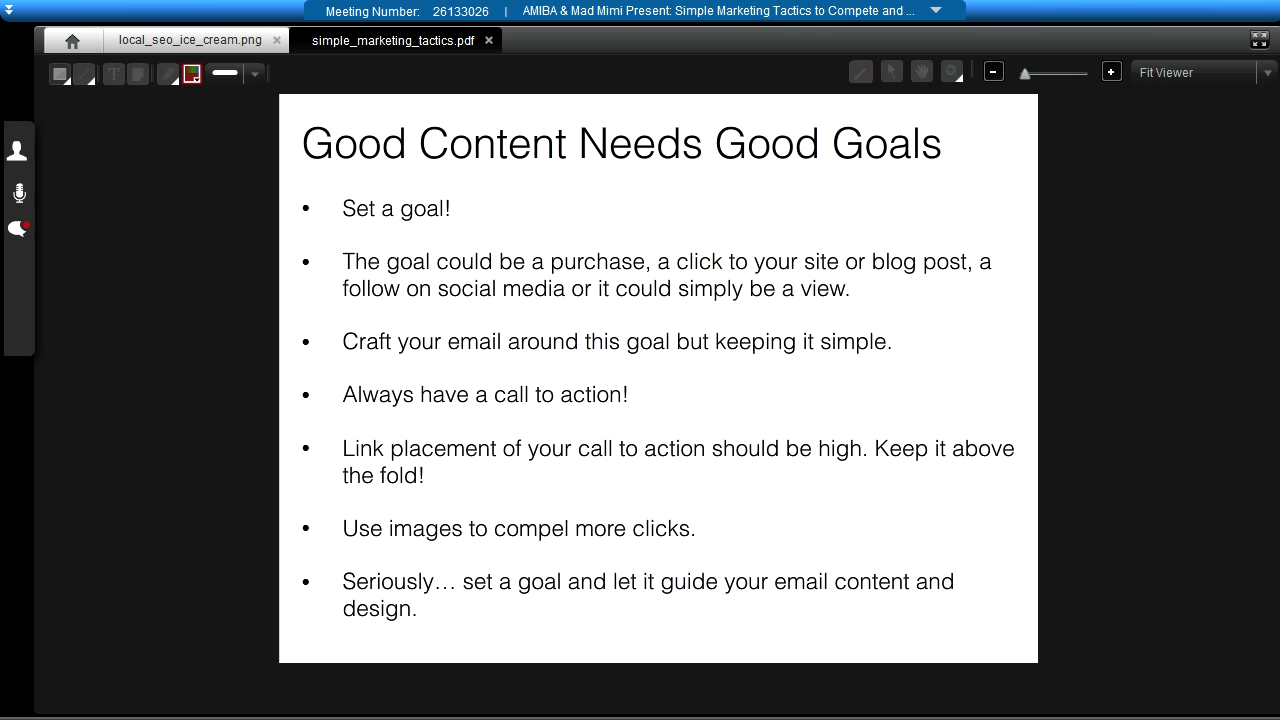 Meeting Number: 26133026 | AMIBA & Mad Mimi Present: Simple Marketing Tactics to Compete and ...
local_seo_ice_cream.png
simple_marketing_tactics.pdf
T
Fit Viewer
Good Content Needs Good Goals
• Set a goal!
• The goal could be a purchase, a click to your site or blog post, a
follow on social media or it could simply be a view.
• Craft your email around this goal but keeping it simple.
• Always have a call to action!
• Link placement of your call to action should be high. Keep it above
the fold!
• Use images to compel more clicks.
• Seriously… set a goal and let it guide your email content and
design.